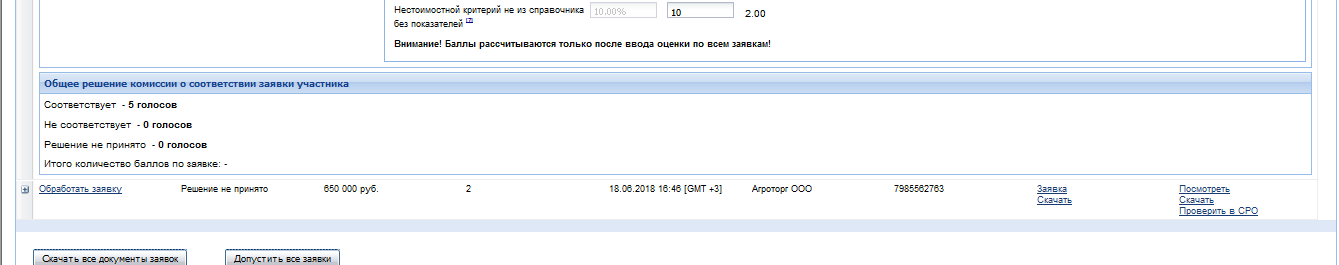 Нестоимостной критерий не из справочника 10.00% 10 2.00
без показателей [?]
Внимание! Баллы рассчитываются только после ввода оценки по всем заявкам!
Общее решение комиссии о соответствии заявки участника
Соответствует - 5 голосов
Не соответствует - 0 голосов
Решение не принято - 0 голосов
Итого количество баллов по заявке: -
Обработать заявку Решение не принято 650 000 руб. 2 18.06.2018 16:46 [GMT +3] Агроторг ООО 7985562763 Заявка Посмотреть
Скачать Скачать
Проверить в СРО
Скачать все документы заявок Допустить все заявки